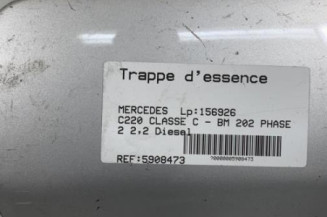 Trappe d'essence
MERCEDES Lp:156926
C220 CLASSE C - BM 202 PHASE
2 2.2 Diesel
REF:5908473